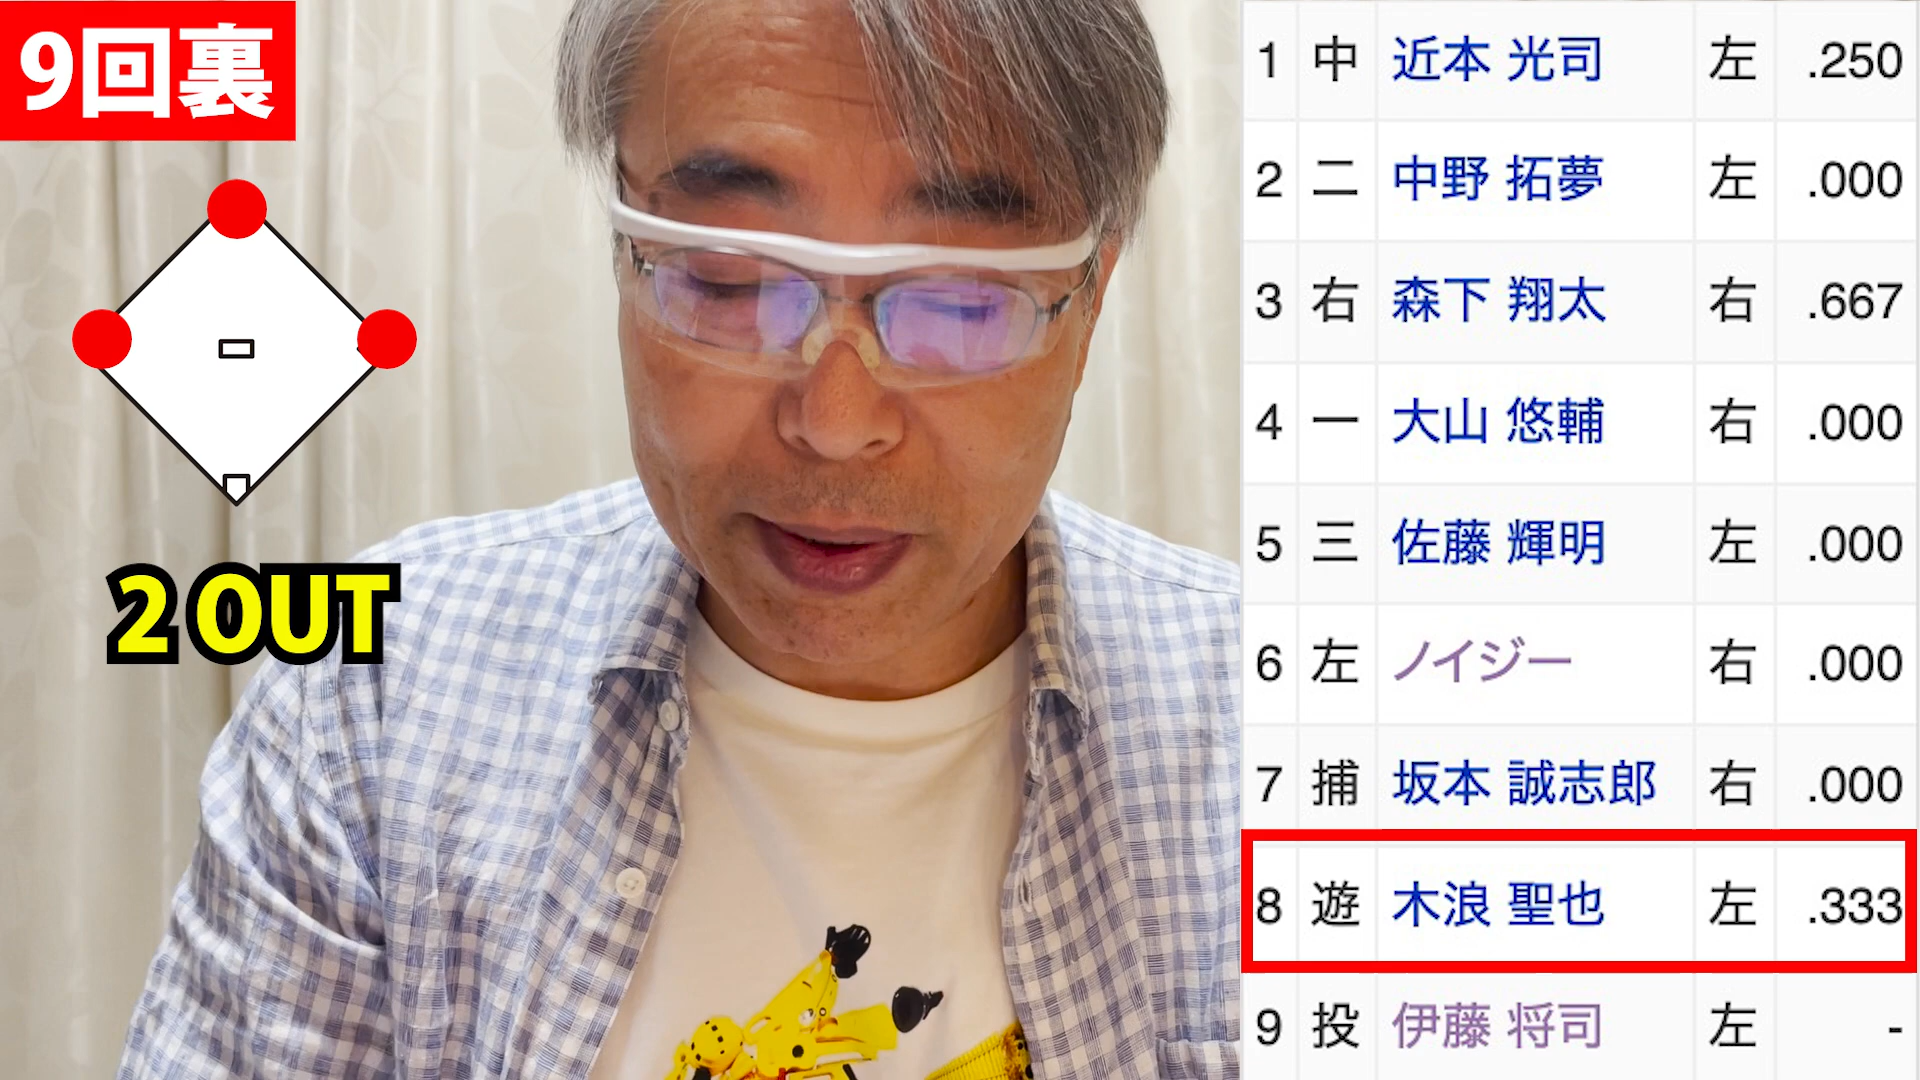 9回裏
2 OUT
1 中 近本 光司 左 .250
2 二 中野 拓夢 左 .000
3 右 森下 翔太 右 .667
4 一 大山 悠輔 右 .000
5 三 佐藤 輝明 左 .000
6 左 ノイジー 右 .000
7 捕 坂本 誠志郎 右 .000
8 遊 木浪 聖也 左 .333
9 投 伊藤 将司 左 -